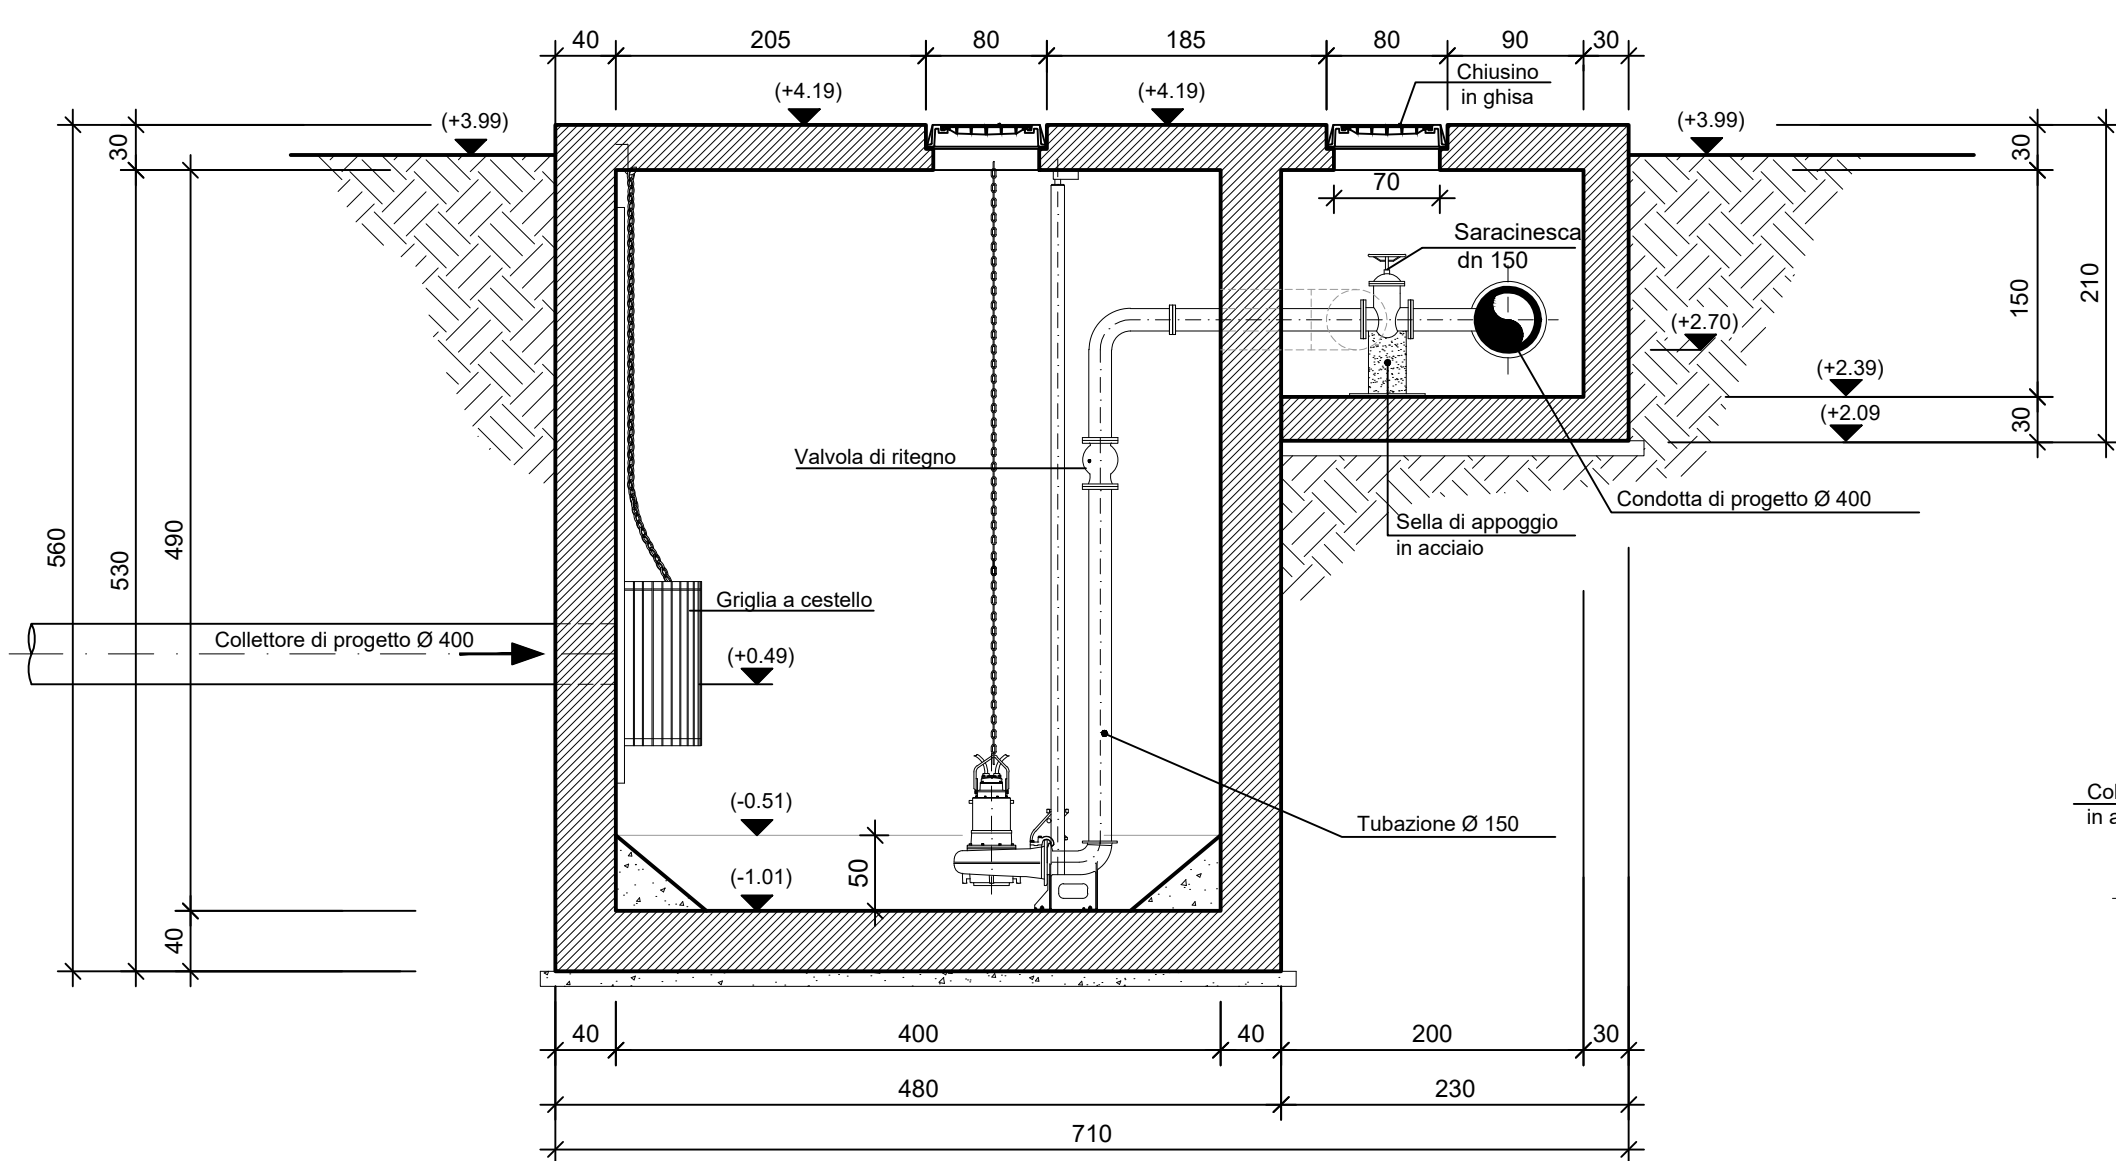 40 205 80 185 80 90 30
Chiusino
in ghisa
(+4.19) (+4.19)
(+3.99) (+3.99)
30 30
70
Saracinesca
dn 150
150
210
(+2.70)
(+2.39)
(+2.09
30
Valvola di ritegno
Condotta di progetto Ø 400
Sella di appoggio
in acciaio
560
530
490
Griglia a cestello
Collettore di progetto Ø 400
(+0.49)
(-0.51)
Tubazione Ø 150
50
(-1.01)
40
Col
in a
40 400 40 200 30
480 230
710